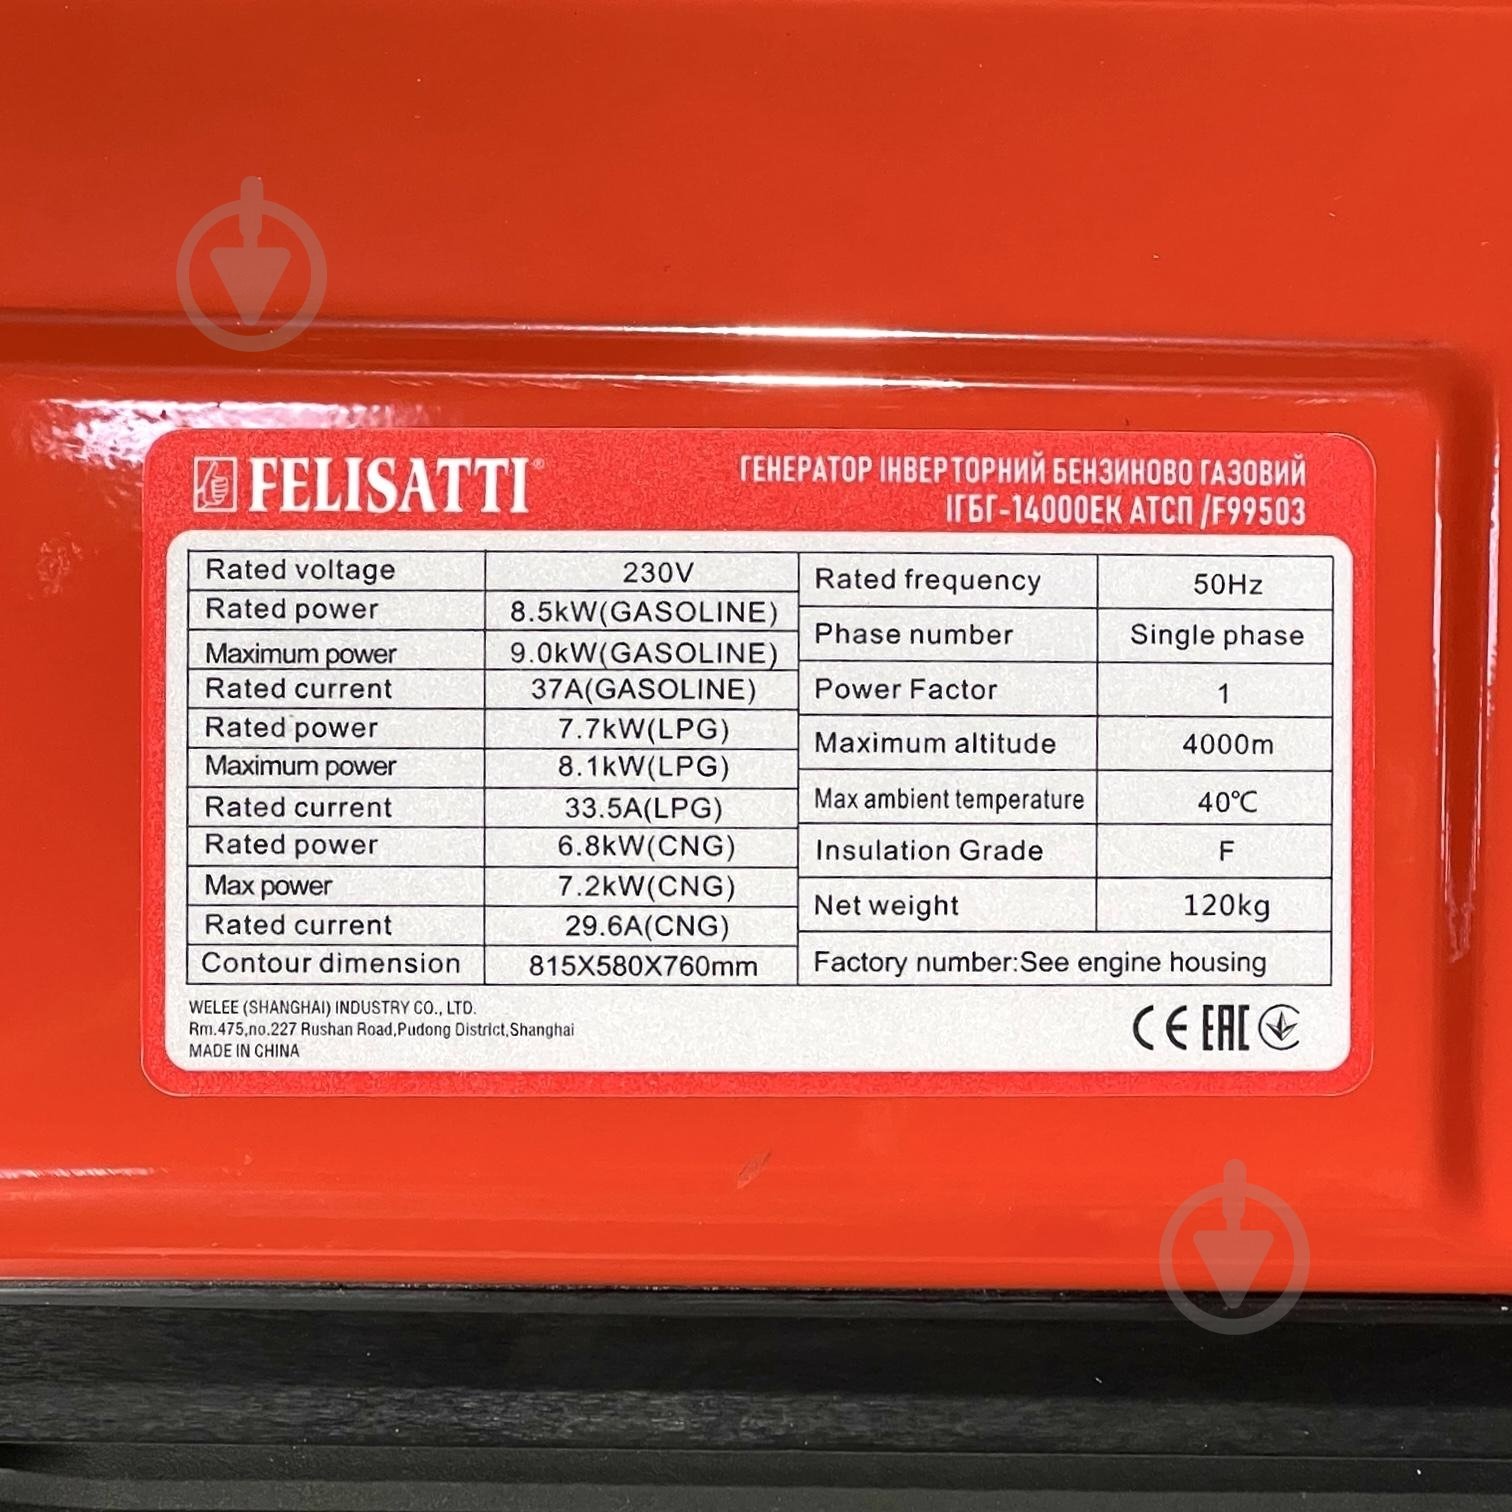 FELISATTI®
ГЕНЕРАТОР ІНВЕРТОРНИЙ БЕНЗИНОВО ГАЗОВИЙ
ІГБГ-14000ЕК АТСП /F99503
Rated voltage 230V
Rated power 8.5kW(GASOLINE)
Maximum power 9.0kW(GASOLINE)
Rated current 37A(GASOLINE)
Rated power 7.7kW(LPG)
Maximum power 8.1kW(LPG)
Rated current 33.5A(LPG)
Rated power 6.8kW(CNG)
Max power 7.2kW(CNG)
Rated current 29.6A(CNG)
Contour dimension 815X580X760mm
Rated frequency 50Hz
Phase number Single phase
Power Factor 1
Maximum altitude 4000m
Max ambient temperature 40℃
Insulation Grade F
Net weight 120kg
Factory number:See engine housing
WELEE (SHANGHAI) INDUSTRY CO., LTD.
Rm.475,no.227 Rushan Road,Pudong District,Shanghai
MADE IN CHINA
CE EAC